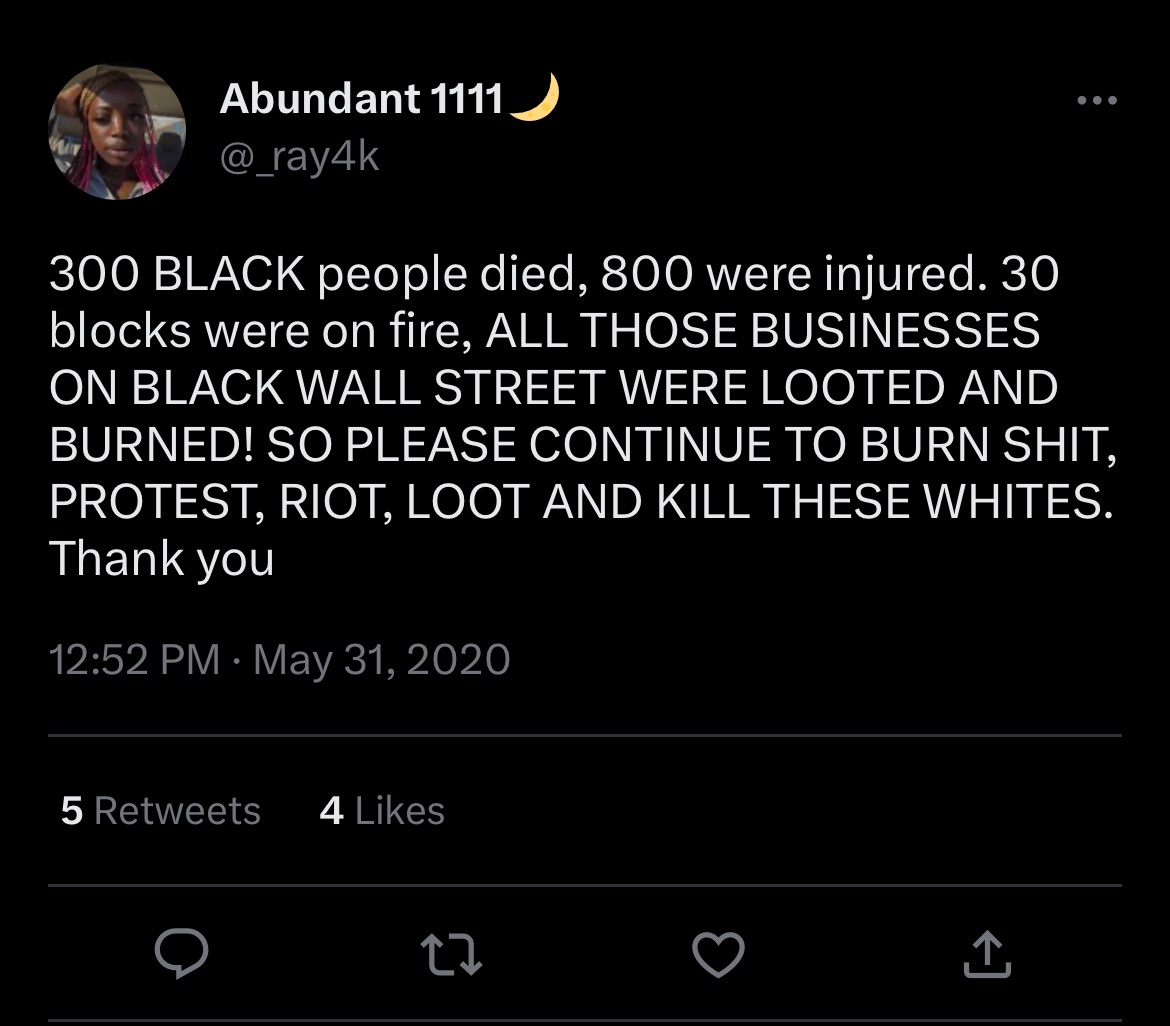 Abundant 1111🌙
@_ray4k
300 BLACK people died, 800 were injured. 30
blocks were on fire, ALL THOSE BUSINESSES
ON BLACK WALL STREET WERE LOOTED AND
BURNED! SO PLEASE CONTINUE TO BURN SHIT,
PROTEST, RIOT, LOOT AND KILL THESE WHITES.
Thank you
12:52 PM · May 31, 2020
5 Retweets 4 Likes